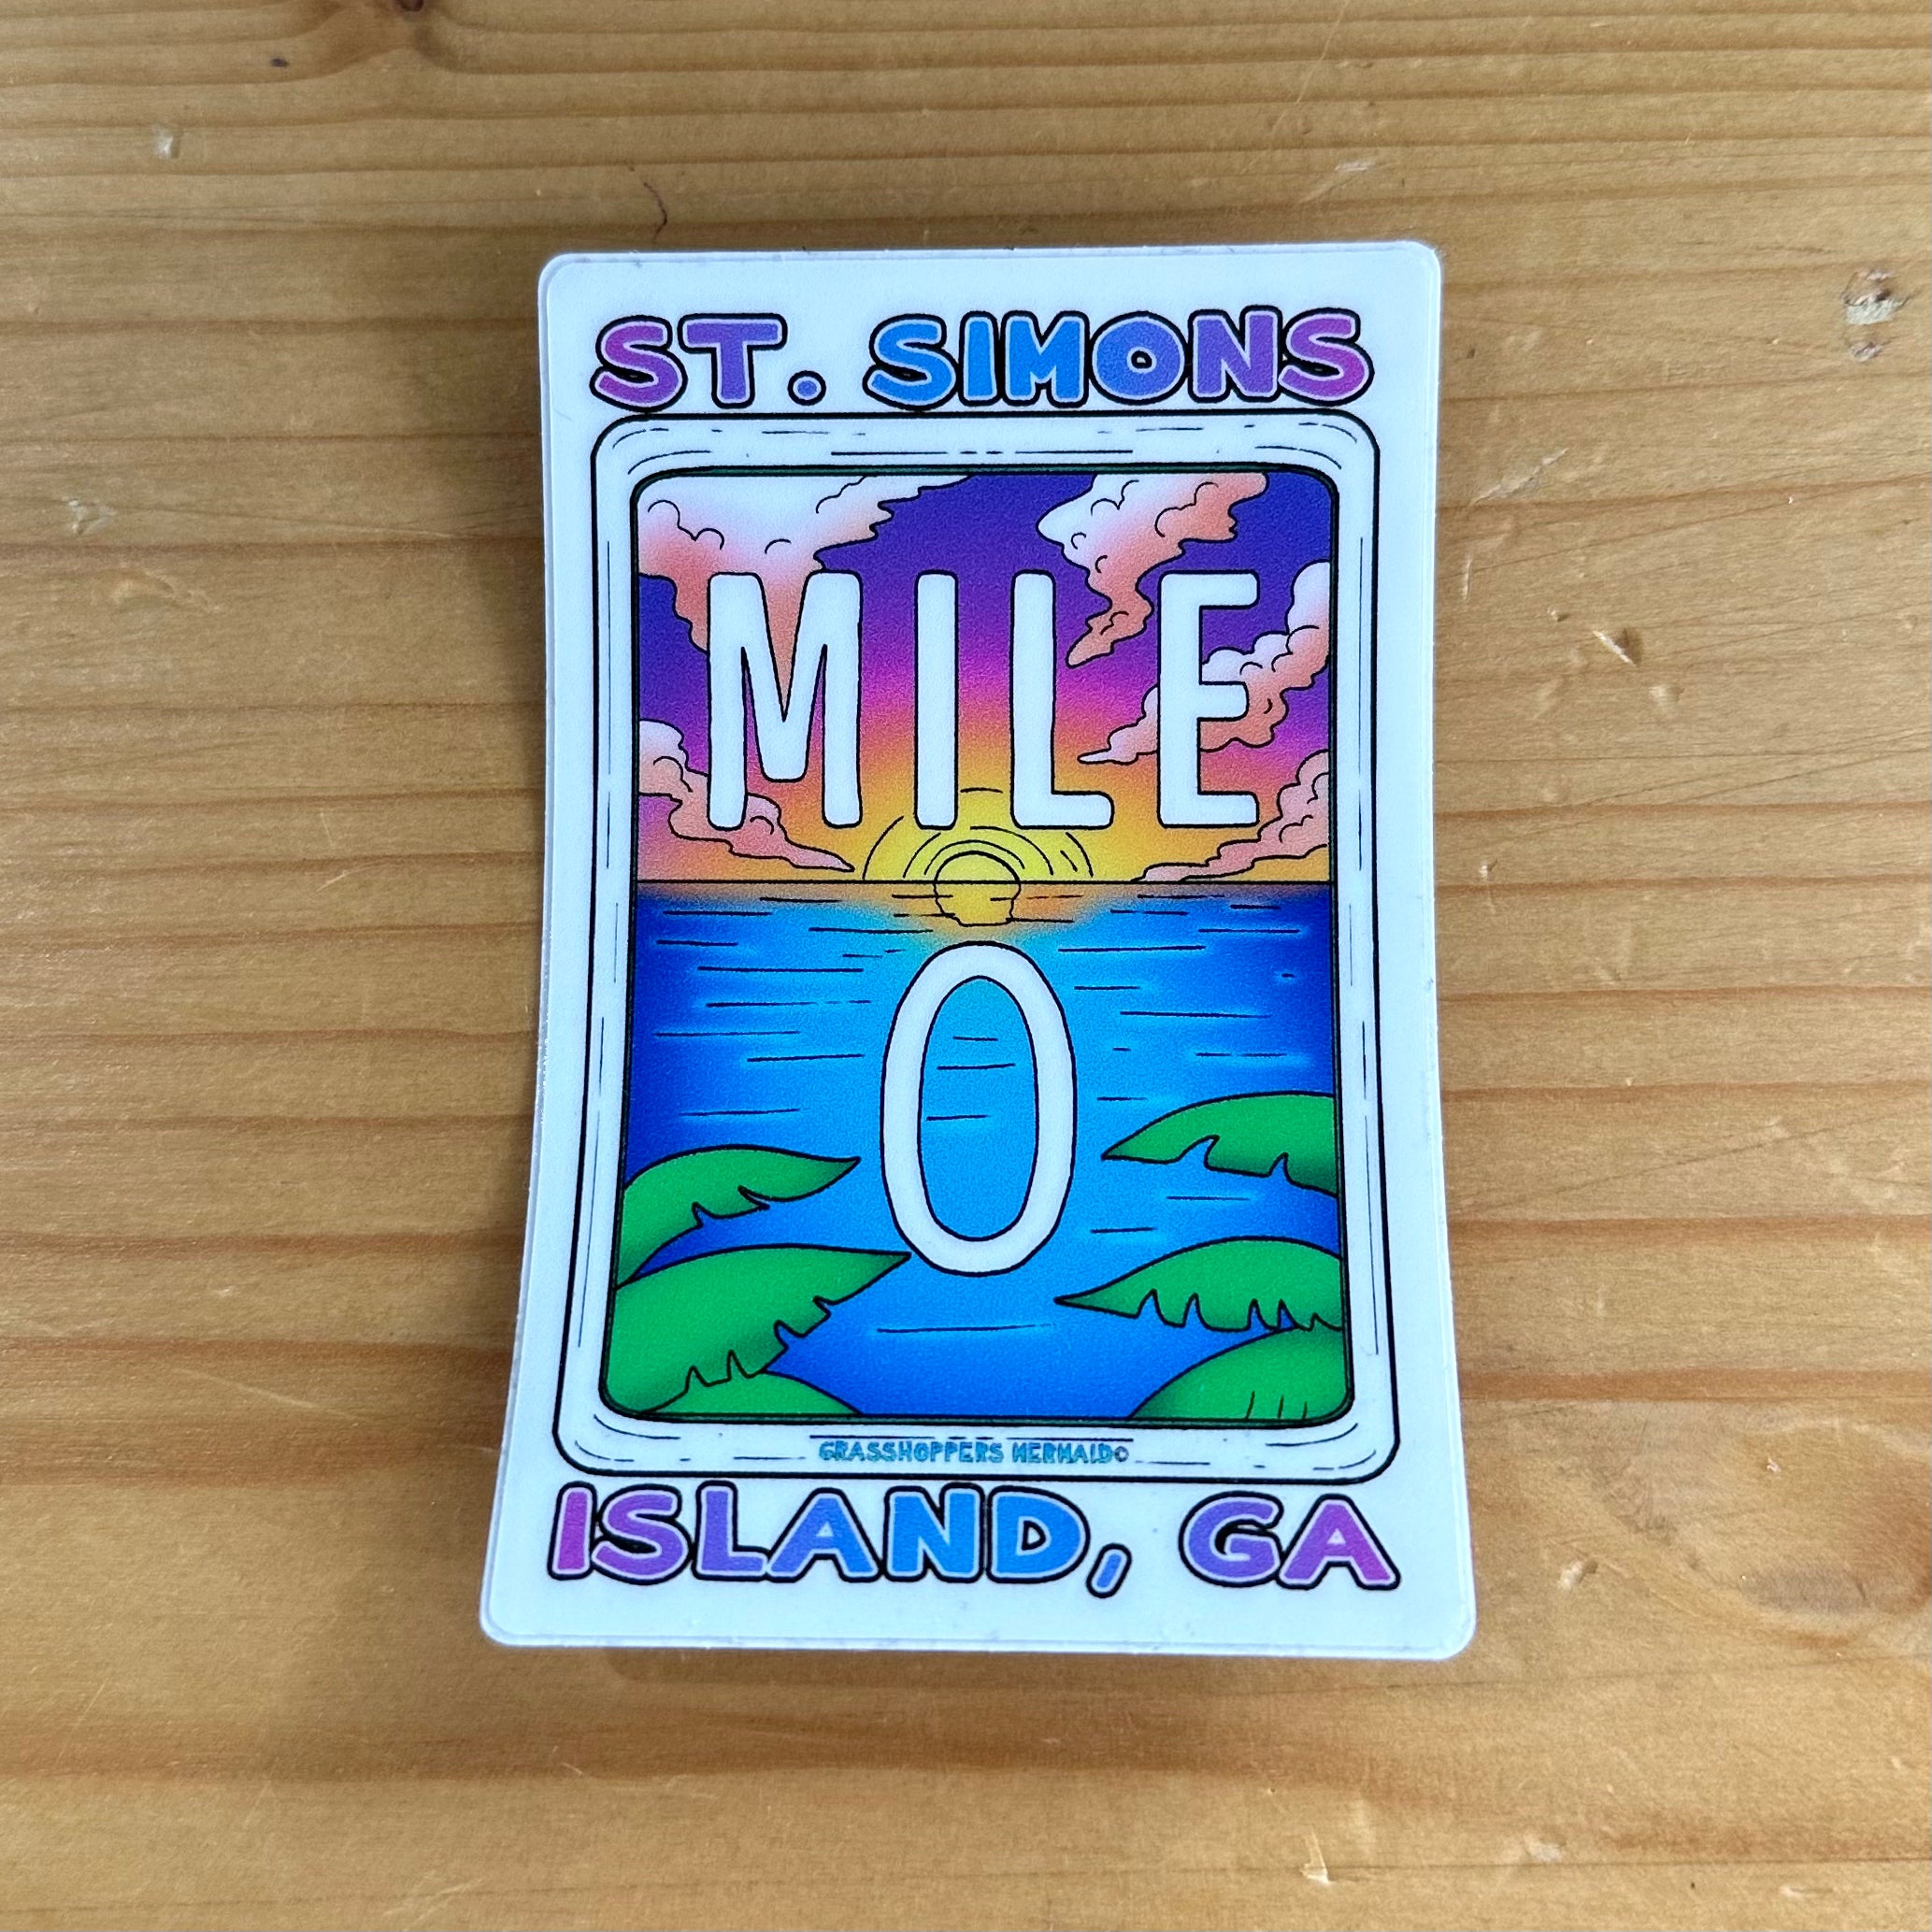 ST. SIMONS
MILE
0
GRASSHOPPERS MERMAID©
ISLAND, GA